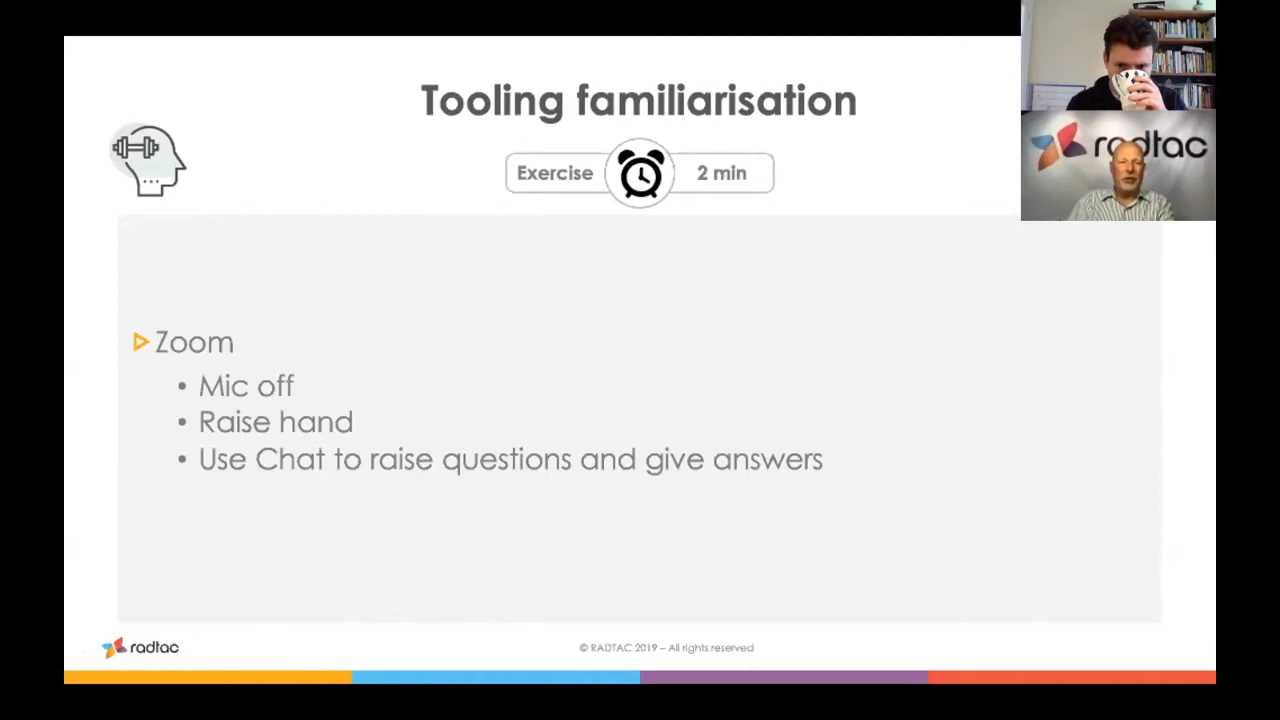 Tooling familiarisation
Exercise 2 min
radtac
Zoom
• Mic off
• Raise hand
• Use Chat to raise questions and give answers
radtac
© RADTAC 2019 – All rights reserved